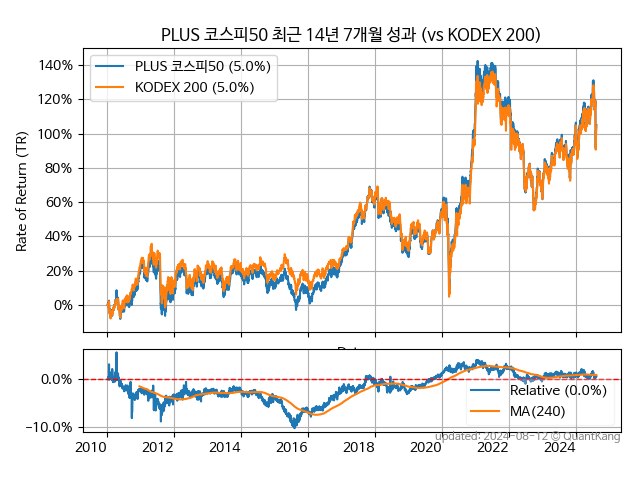 PLUS 코스피50 최근 14년 7개월 성과 (vs KODEX 200)
Rate of Return (TR)
140%
120%
100%
80%
60%
40%
20%
0%
PLUS 코스피50 (5.0%)
KODEX 200 (5.0%)
0.0%
−10.0%
Relative (0.0%)
MA(240)
2010 2012 2014 2016 2018 2020 2022 2024
updated: 2024-08-12 © QuantKang